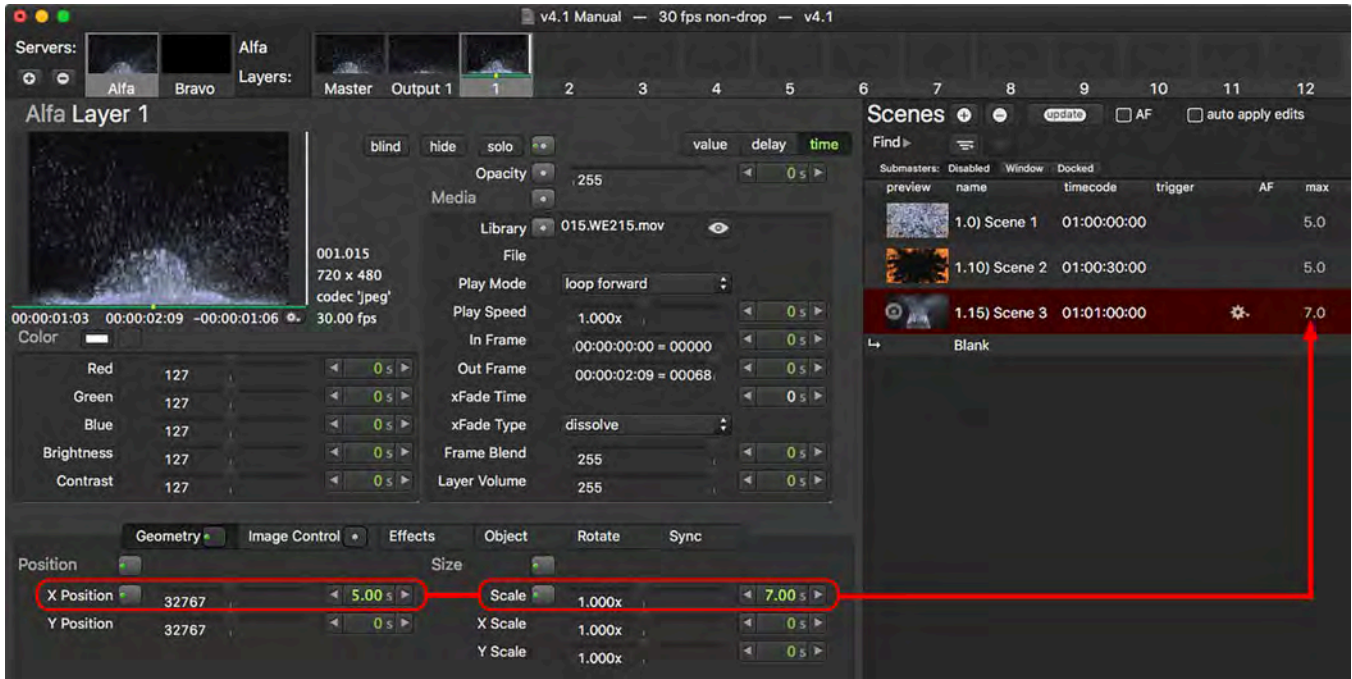 v4.1 Manual — 30 fps non-drop — v4.1
Servers:
Alfa
Bravo
Alfa
Layers:
Master Output 1 1 2 3 4 5 6 7 8 9 10 11 12
Alfa Layer 1
blind hide solo value delay time
Opacity 255 0 s
Media
Library 015.WE215.mov
File
001.015
720 x 480
codec 'jpeg'
30.00 fps
00:00:01:03 00:00:02:09 -00:00:01:06
Play Mode loop forward
Play Speed 1.000x 0 s
In Frame 00:00:00:00 = 00000 0 s
Out Frame 00:00:02:09 = 00068 0 s
xFade Time 0 s
xFade Type dissolve
Frame Blend 255 0 s
Layer Volume 255 0 s
Color
Red 127 0 s
Green 127 0 s
Blue 127 0 s
Brightness 127 0 s
Contrast 127 0 s
Geometry Image Control Effects Object Rotate Sync
Position
X Position 32767 5.00 s
Y Position 32767 0 s
Size
Scale 1.000x 7.00 s
X Scale 1.000x 0 s
Y Scale 1.000x 0 s
Scenes update AF auto apply edits
Find
Submasters: Disabled Window Docked
preview name timecode trigger AF max
1.0) Scene 1 01:00:00:00 5.0
1.10) Scene 2 01:00:30:00 5.0
1.15) Scene 3 01:01:00:00 7.0
Blank